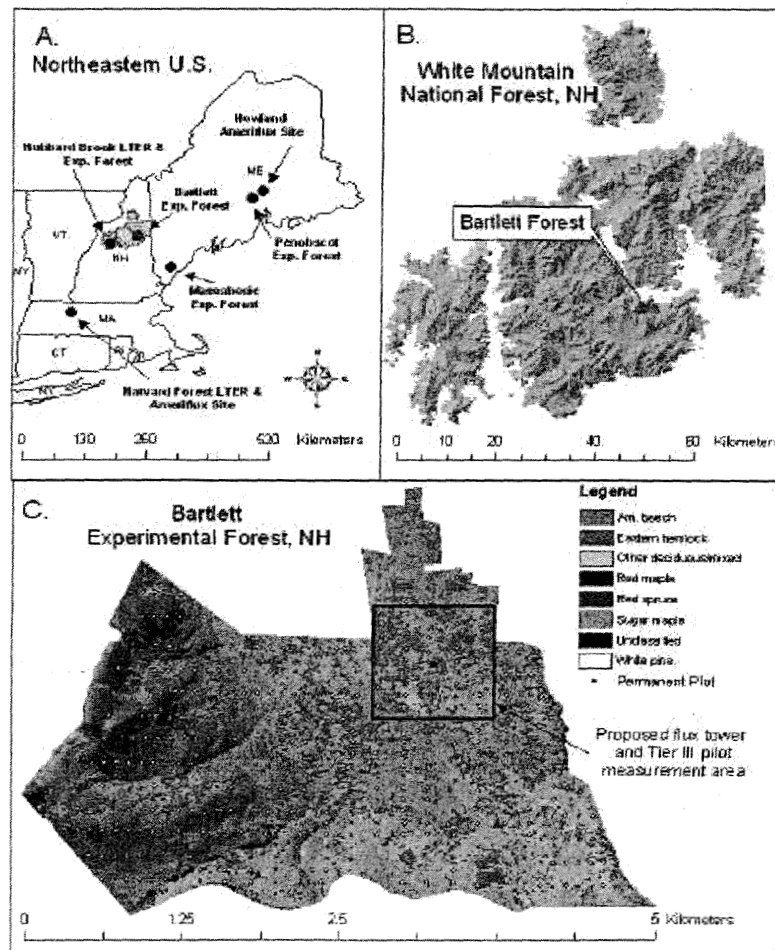 A.
Northeastern U.S.
Howland
Ameriflux Site
Hubbard Brook LTER &
Exp. Forest
Bartlett
Exp. Forest
ME
VT
NH
Penobscot
Exp. Forest
NY
Massabesic
Exp. Forest
MA
CT
RI
NY
Harvard Forest LTER &
Ameriflux Site
N
W E
S
0 130 260 520 Kilometers
B.
White Mountain
National Forest, NH
Bartlett Forest
0 10 20 40 60 Kilometers
C.
Bartlett
Experimental Forest, NH
Legend
Am. beech
Eastern hemlock
Other deciduous/mixed
Red maple
Red spruce
Sugar maple
Unclassified
White pine
Permanent Plot
Proposed flux tower
and Tier III pilot
measurement area
0 1.25 2.5 5 Kilometers